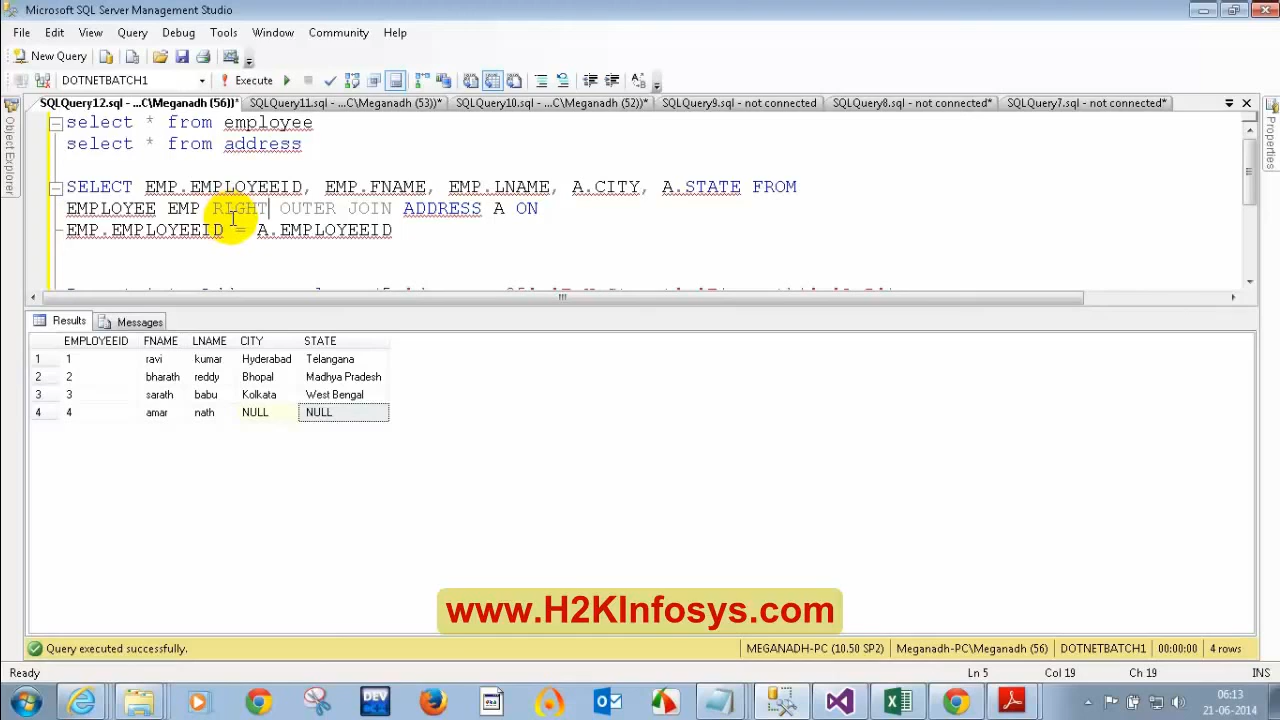 Microsoft SQL Server Management Studio
File Edit View Query Debug Tools Window Community Help
New Query
DOTNETBATCH1 Execute
SQLQuery12.sql - ...C\Meganadh (56))* SQLQuery11.sql - ...C\Meganadh (53))* SQLQuery10.sql - ...C\Meganadh (52))* SQLQuery9.sql - not connected SQLQuery8.sql - not connected* SQLQuery7.sql - not connected*
Object Explorer
Properties
select * from employee
select * from address
SELECT EMP.EMPLOYEEID, EMP.FNAME, EMP.LNAME, A.CITY, A.STATE FROM
EMPLOYEE EMP RIGHT OUTER JOIN ADDRESS A ON
EMP.EMPLOYEEID = A.EMPLOYEEID
Results Messages
EMPLOYEEID FNAME LNAME CITY STATE
1 1 ravi kumar Hyderabad Telangana
2 2 bharath reddy Bhopal Madhya Pradesh
3 3 sarath babu Kolkata West Bengal
4 4 amar nath NULL NULL
www.H2KInfosys.com
Query executed successfully. MEGANADH-PC (10.50 SP2) Meganadh-PC\Meganadh (56) DOTNETBATCH1 00:00:00 4 rows
Ready Ln 5 Col 19 Ch 19 INS
DEV
06:13
21-06-2014